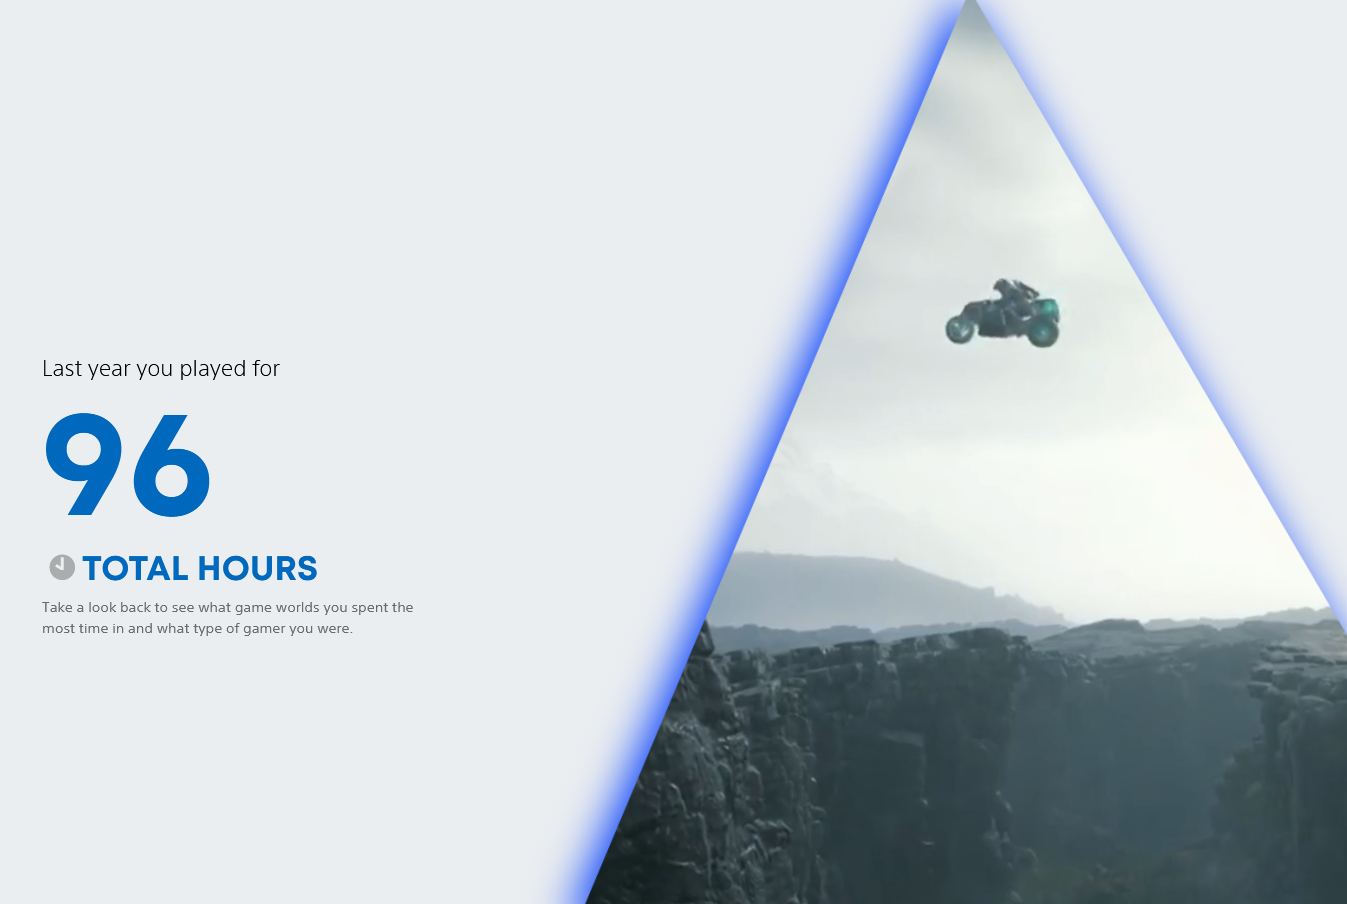 Last year you played for
96
TOTAL HOURS
Take a look back to see what game worlds you spent the
most time in and what type of gamer you were.